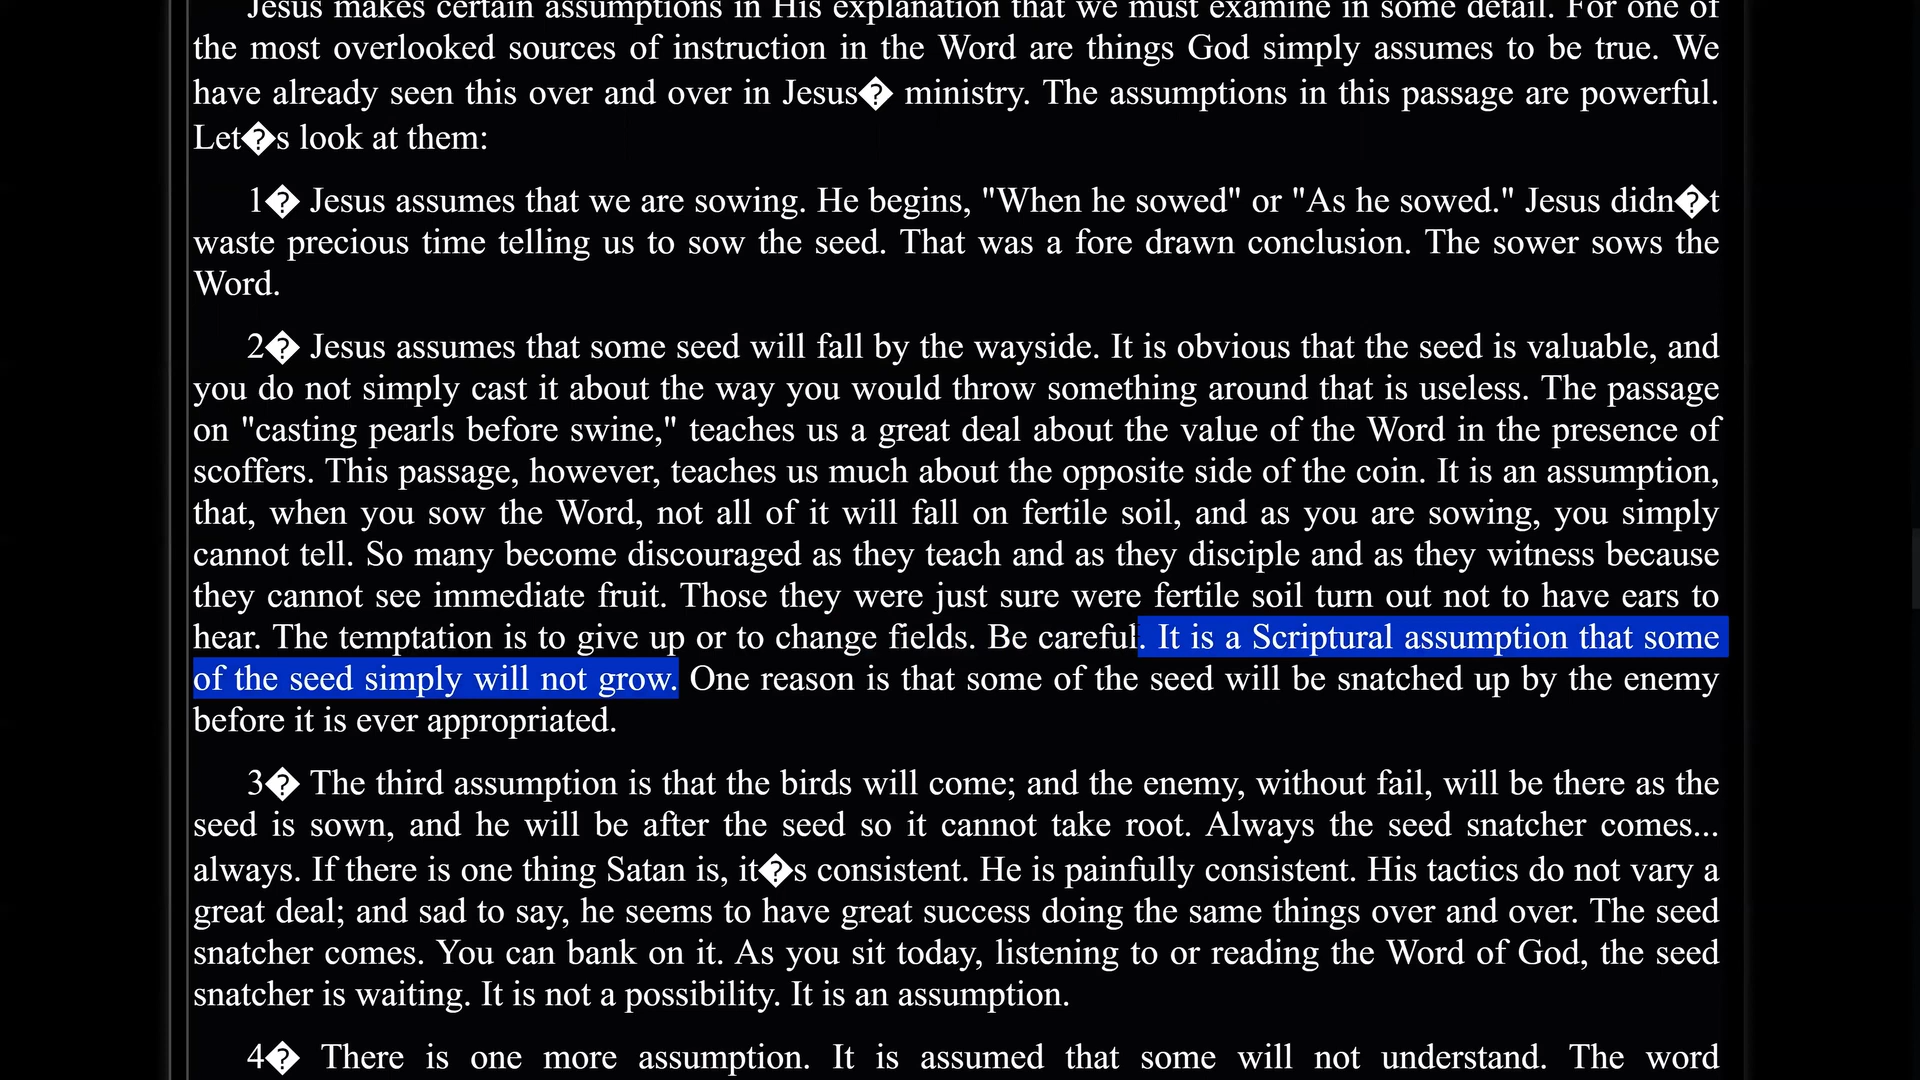 Jesus makes certain assumptions in His explanation that we must examine in some detail. For one of
the most overlooked sources of instruction in the Word are things God simply assumes to be true. We
have already seen this over and over in Jesus� ministry. The assumptions in this passage are powerful.
Let�s look at them:
1� Jesus assumes that we are sowing. He begins, "When he sowed" or "As he sowed." Jesus didn�t
waste precious time telling us to sow the seed. That was a fore drawn conclusion. The sower sows the
Word.
2� Jesus assumes that some seed will fall by the wayside. It is obvious that the seed is valuable, and
you do not simply cast it about the way you would throw something around that is useless. The passage
on "casting pearls before swine," teaches us a great deal about the value of the Word in the presence of
scoffers. This passage, however, teaches us much about the opposite side of the coin. It is an assumption,
that, when you sow the Word, not all of it will fall on fertile soil, and as you are sowing, you simply
cannot tell. So many become discouraged as they teach and as they disciple and as they witness because
they cannot see immediate fruit. Those they were just sure were fertile soil turn out not to have ears to
hear. The temptation is to give up or to change fields. Be careful. It is a Scriptural assumption that some
of the seed simply will not grow. One reason is that some of the seed will be snatched up by the enemy
before it is ever appropriated.
3� The third assumption is that the birds will come; and the enemy, without fail, will be there as the
seed is sown, and he will be after the seed so it cannot take root. Always the seed snatcher comes...
always. If there is one thing Satan is, it�s consistent. He is painfully consistent. His tactics do not vary a
great deal; and sad to say, he seems to have great success doing the same things over and over. The seed
snatcher comes. You can bank on it. As you sit today, listening to or reading the Word of God, the seed
snatcher is waiting. It is not a possibility. It is an assumption.
4� There is one more assumption. It is assumed that some will not understand. The word